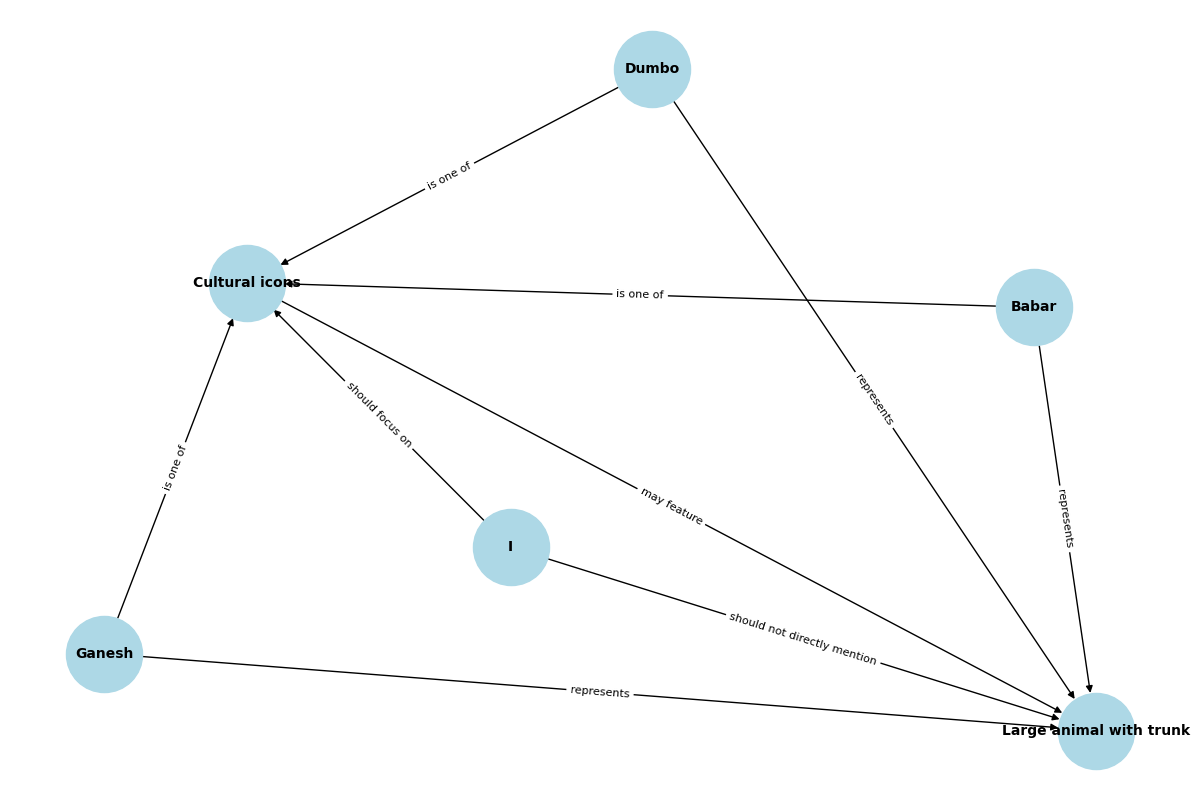 Dumbo
is one of
Cultural icons
is one of
Babar
represents
should focus on
is one of
may feature
represents
I
should not directly mention
Ganesh
represents
Large animal with trunk